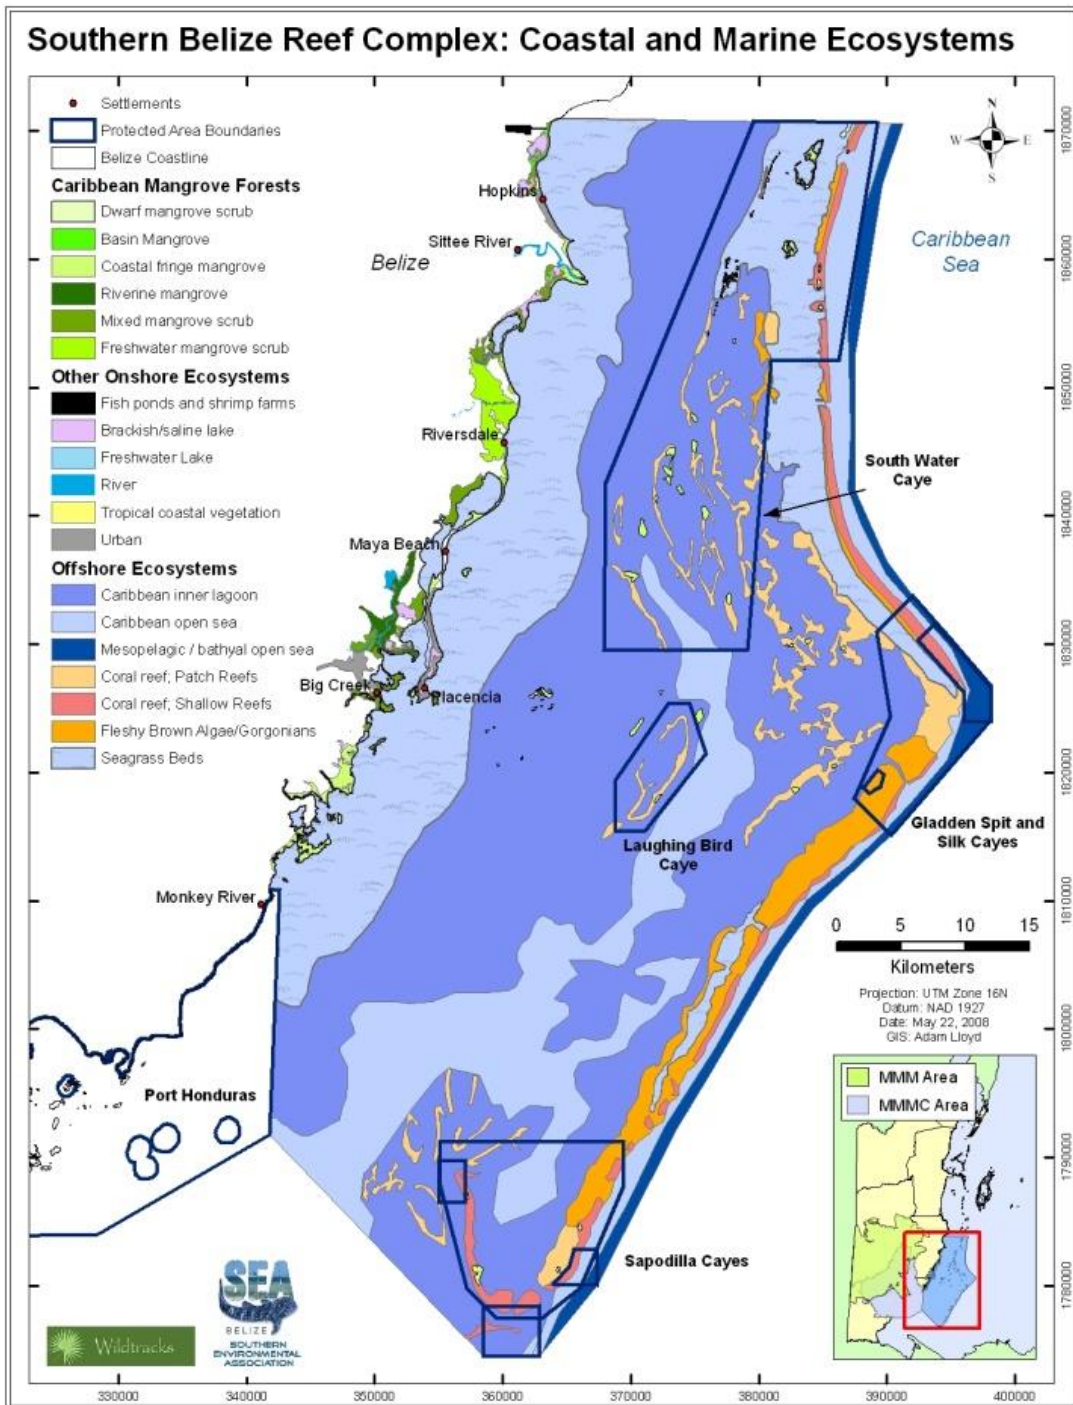 Southern Belize Reef Complex: Coastal and Marine Ecosystems
Settlements
Protected Area Boundaries
Belize Coastline
Caribbean Mangrove Forests
Dwarf mangrove scrub
Basin Mangrove
Coastal fringe mangrove
Riverine mangrove
Mixed mangrove scrub
Freshwater mangrove scrub
Other Onshore Ecosystems
Fish ponds and shrimp farms
Brackish/saline lake
Freshwater Lake
River
Tropical coastal vegetation
Urban
Offshore Ecosystems
Caribbean inner lagoon
Caribbean open sea
Mesopelagic / bathyal open sea
Coral reef; Patch Reefs
Coral reef; Shallow Reefs
Fleshy Brown Algae/Gorgonians
Seagrass Beds
Hopkins
Sittee River
Belize
Riversdale
Maya Beach
Big Creek
Placencia
Monkey River
Port Honduras
N
W
E
S
Caribbean
Sea
South Water
Caye
Laughing Bird
Caye
Gladden Spit and
Silk Cayes
Sapodilla Cayes
0 5 10 15
Kilometers
Projection: UTM Zone 16N
Datum: NAD 1927
Date: May 22, 2008
GIS: Adam Lloyd
MMM Area
MMMC Area
Wildtracks
SEA
BELIZE
SOUTHERN
ENVIRONMENTAL
ASSOCIATION
1870000
1860000
1850000
1840000
1830000
1820000
1810000
1800000
1790000
1780000
330000 340000 350000 360000 370000 380000 390000 400000